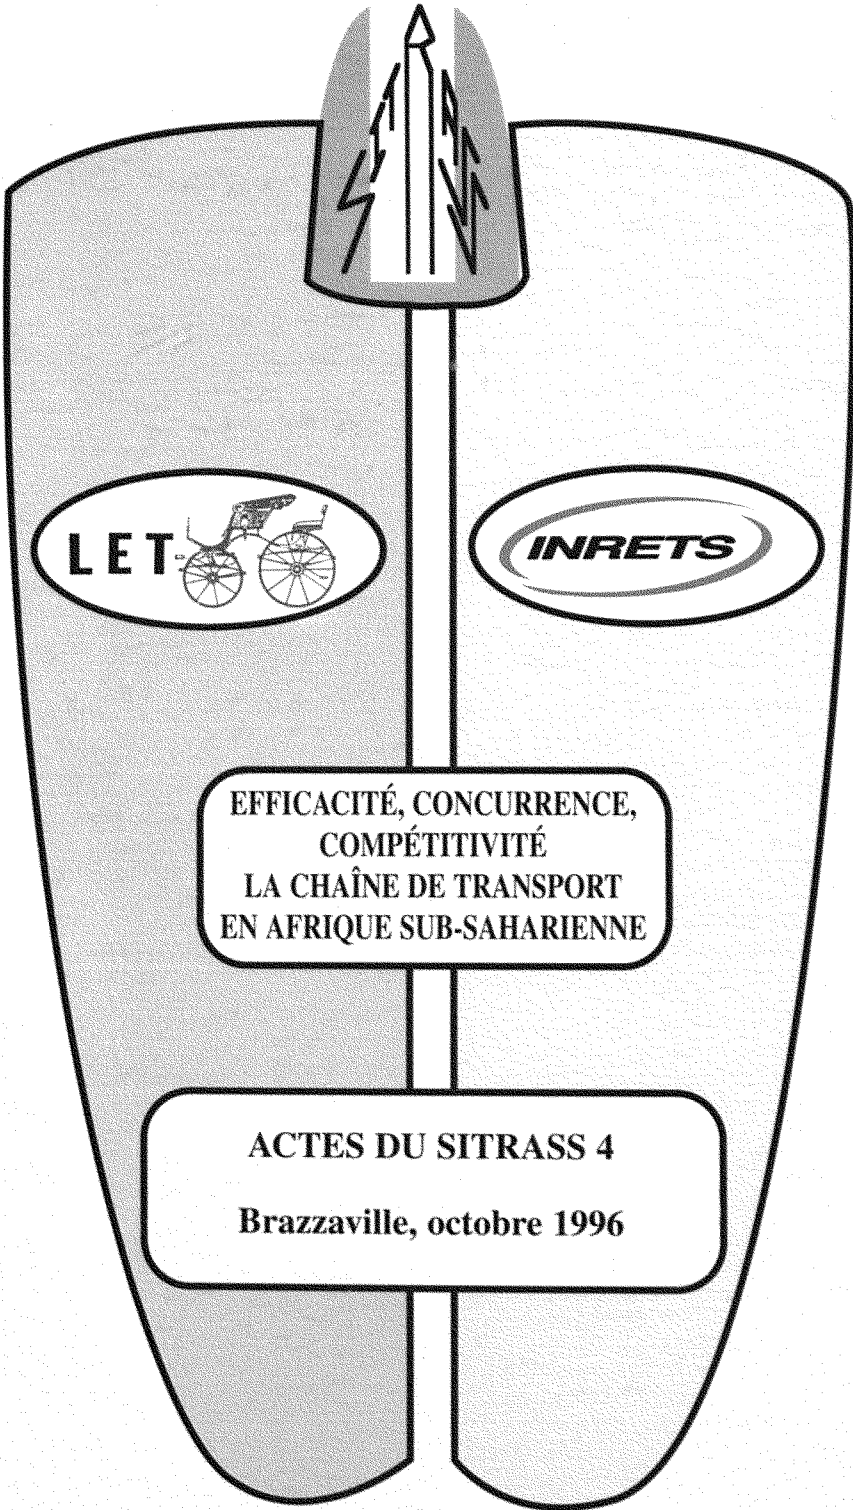 LET
INRETS
EFFICACITÉ, CONCURRENCE,
COMPÉTITIVITÉ
LA CHAÎNE DE TRANSPORT
EN AFRIQUE SUB-SAHARIENNE
ACTES DU SITRASS 4
Brazzaville, octobre 1996